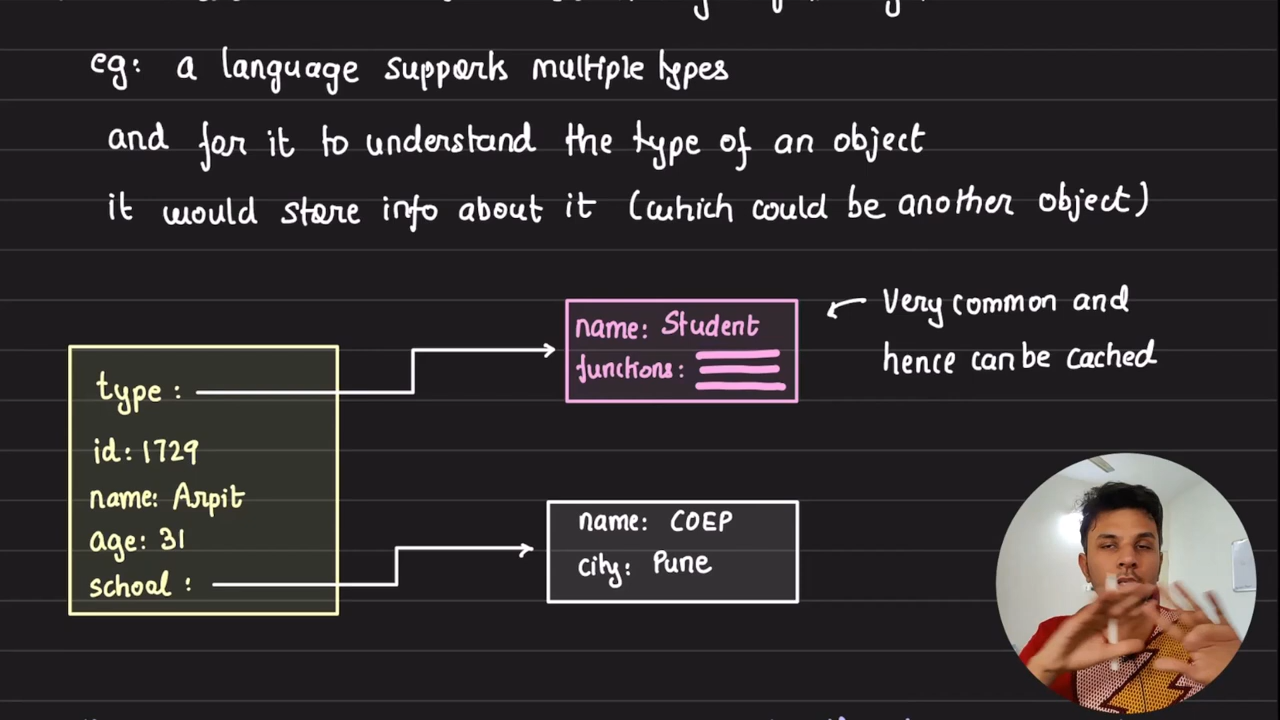 eg: a language supports multiple types
and for it to understand the type of an object
it would store info about it (which could be another object)
name: Student
functions:
Very common and
hence can be cached
type :
id: 1729
name: Arpit
age: 31
school :
name: COEP
city: Pune